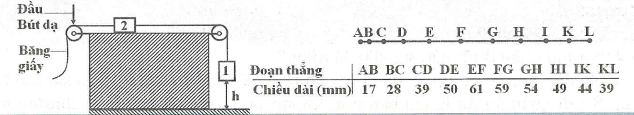 Đầu
Bút dạ
2
Băng
giấy
1
h
A B C D E F G H I K L
Đoạn thẳng AB BC CD DE EF FG GH HI IK KL
Chiều dài (mm) 17 28 39 50 61 59 54 49 44 39